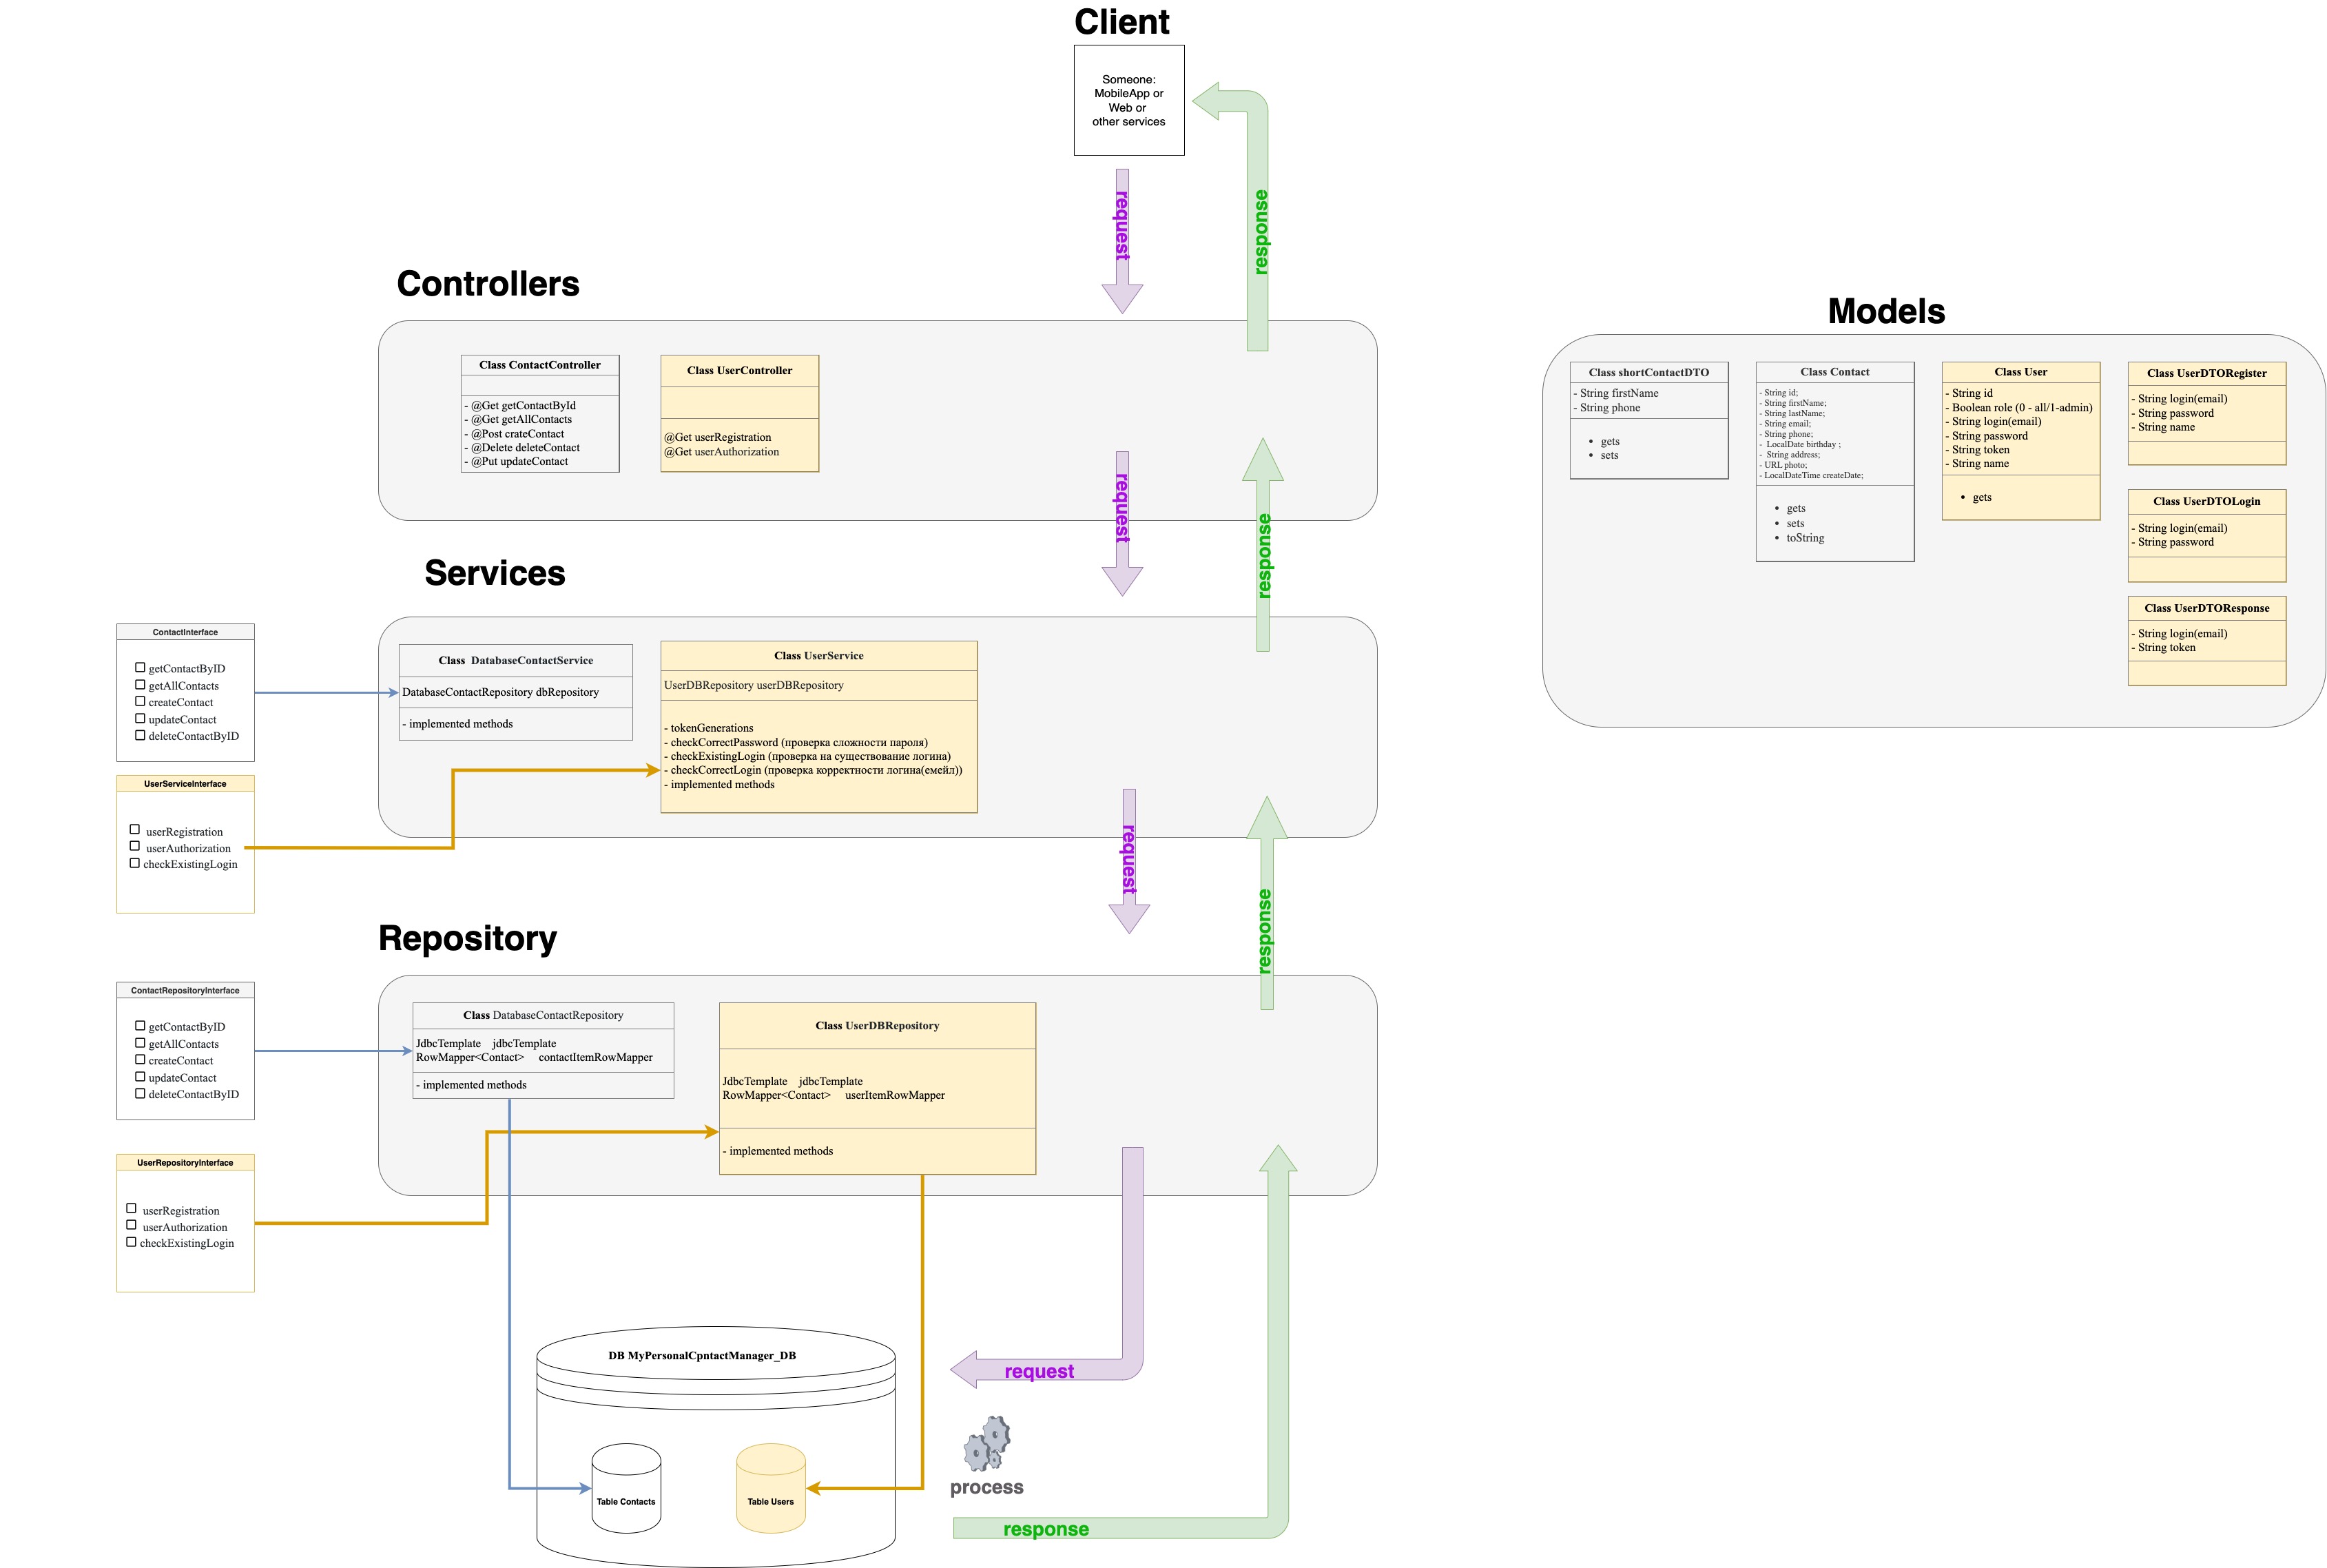 Client
Someone:
MobileApp or
Web or
other services
request
response
Controllers
Class ContactController
- @Get getContactById
- @Get getAllContacts
- @Post crateContact
- @Delete deleteContact
- @Put updateContact
Class UserController
@Get userRegistration
@Get userAuthorization
request
response
Models
Class shortContactDTO
- String firstName
- String phone
• gets
• sets
Class Contact
- String id;
- String firstName;
- String lastName;
- String email;
- String phone;
- LocalDate birthday ;
- String address;
- URL photo;
- LocalDateTime createDate;
• gets
• sets
• toString
Class User
- String id
- Boolean role (0 - all/1-admin)
- String login(email)
- String password
- String token
- String name
• gets
Class UserDTORegister
- String login(email)
- String password
- String name
Class UserDTOLogin
- String login(email)
- String password
Class UserDTOResponse
- String login(email)
- String token
Services
ContactInterface
getContactByID
getAllContacts
createContact
updateContact
deleteContactByID
UserServiceInterface
userRegistration
userAuthorization
checkExistingLogin
Class DatabaseContactService
DatabaseContactRepository dbRepository
- implemented methods
Class UserService
UserDBRepository userDBRepository
- tokenGenerations
- checkCorrectPassword (проверка сложности пароля)
- checkExistingLogin (проверка на существование логина)
- checkCorrectLogin (проверка корректности логина(емейл))
- implemented methods
request
response
Repository
ContactRepositoryInterface
getContactByID
getAllContacts
createContact
updateContact
deleteContactByID
UserRepositoryInterface
userRegistration
userAuthorization
checkExistingLogin
Class DatabaseContactRepository
JdbcTemplate jdbcTemplate
RowMapper<Contact> contactItemRowMapper
- implemented methods
Class UserDBRepository
JdbcTemplate jdbcTemplate
RowMapper<Contact> userItemRowMapper
- implemented methods
DB MyPersonalCpntactManager_DB
Table Contacts
Table Users
request
process
response